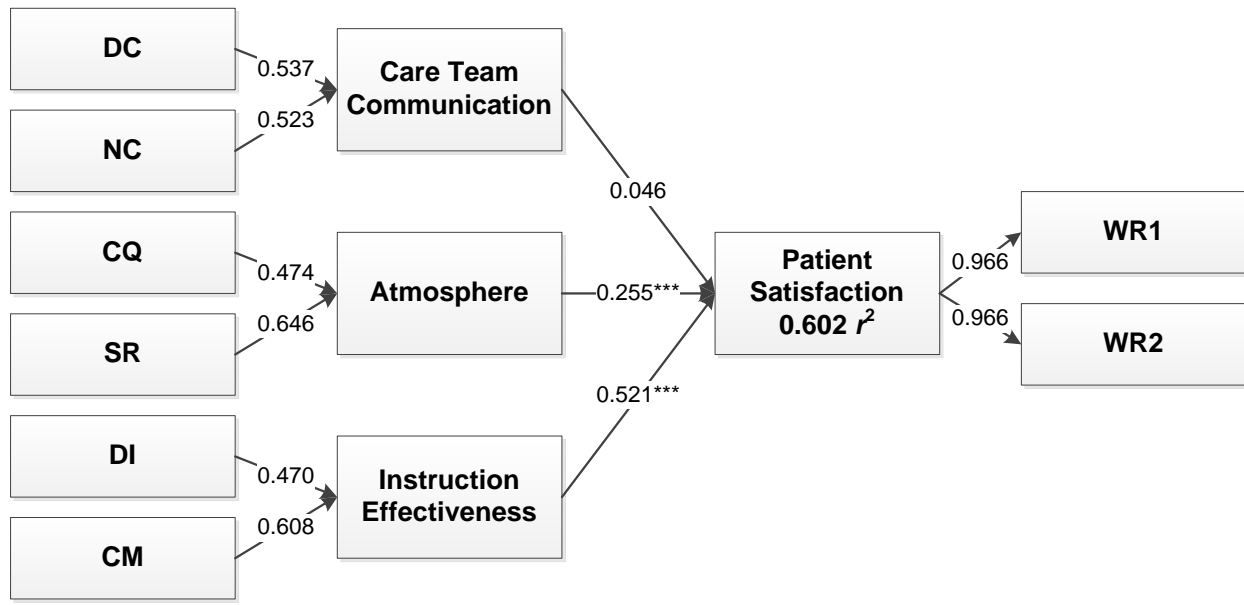 DC
0.537
NC
0.523
Care Team
Communication
0.046
CQ
0.474
SR
0.646
Atmosphere
0.255***
DI
0.470
CM
0.608
Instruction
Effectiveness
0.521***
Patient
Satisfaction
0.602 r²
0.966
WR1
0.966
WR2